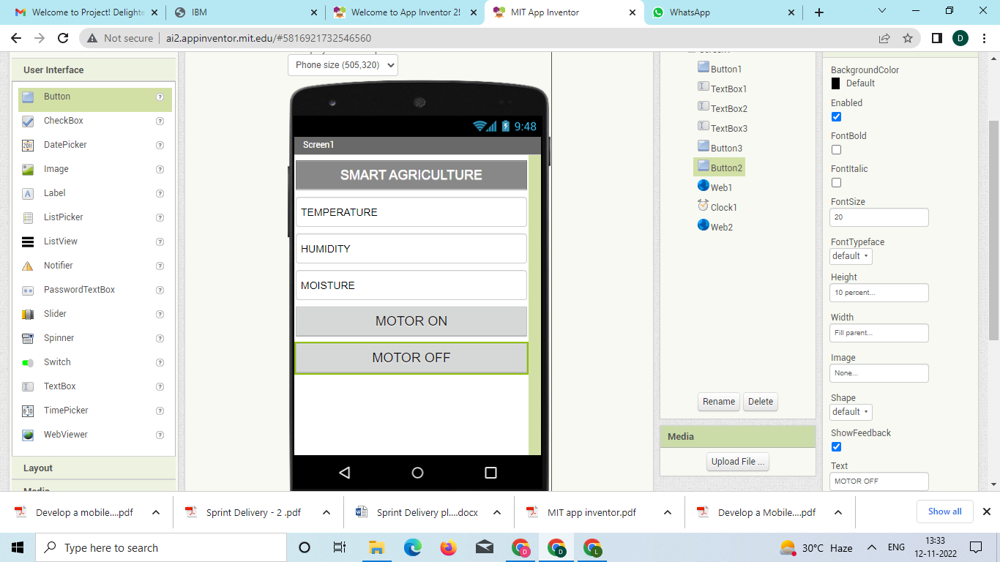 Welcome to Project! Delighte
IBM
Welcome to App Inventor 2!
MIT App Inventor
WhatsApp
Not secure
ai2.appinventor.mit.edu/#5816921732546560
D
User Interface
Button
CheckBox
DatePicker
Image
Label
ListPicker
ListView
Notifier
PasswordTextBox
Slider
Spinner
Switch
TextBox
TimePicker
WebViewer
Layout
Media
Phone size (505,320)
9:48
Screen1
SMART AGRICULTURE
TEMPERATURE
HUMIDITY
MOISTURE
MOTOR ON
MOTOR OFF
Screen1
Button1
TextBox1
TextBox2
TextBox3
Button3
Button2
Web1
Clock1
Web2
Rename Delete
Media
Upload File ...
BackgroundColor
Default
Enabled
FontBold
FontItalic
FontSize
20
FontTypeface
default
Height
10 percent...
Width
Fill parent...
Image
None...
Shape
default
ShowFeedback
Text
MOTOR OFF
Develop a mobile....pdf
Sprint Delivery - 2 .pdf
Sprint Delivery pl....docx
MIT app inventor.pdf
Develop a Mobile....pdf
Show all
Type here to search
30°C Haze
ENG
13:33
12-11-2022